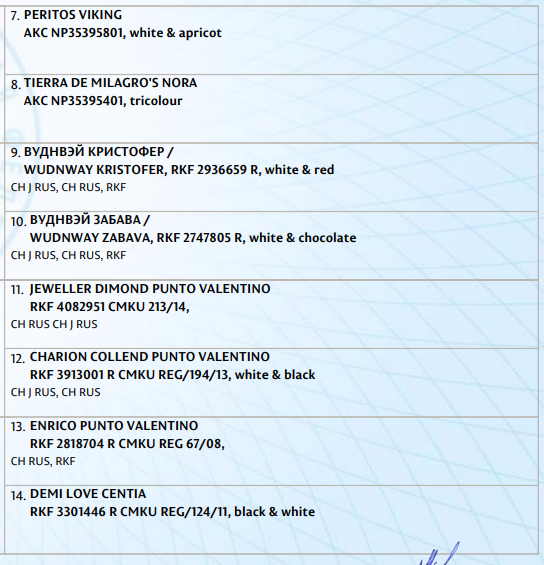 7. PERITOS VIKING
AKC NP35395801, white & apricot
8. TIERRA DE MILAGRO'S NORA
AKC NP35395401, tricolour
9. ВУДНВЭЙ КРИСТОФЕР /
WUDNWAY KRISTOFER, RKF 2936659 R, white & red
CH J RUS, CH RUS, RKF
10. ВУДНВЭЙ ЗАБАВА /
WUDNWAY ZABAVA, RKF 2747805 R, white & chocolate
CH J RUS, CH RUS, RKF
11. JEWELLER DIMOND PUNTO VALENTINO
RKF 4082951 CMKU 213/14,
CH RUS CH J RUS
12. CHARION COLLEND PUNTO VALENTINO
RKF 3913001 R CMKU REG/194/13, white & black
CH J RUS, CH RUS
13. ENRICO PUNTO VALENTINO
RKF 2818704 R CMKU REG 67/08,
CH RUS, RKF
14. DEMI LOVE CENTIA
RKF 3301446 R CMKU REG/124/11, black & white